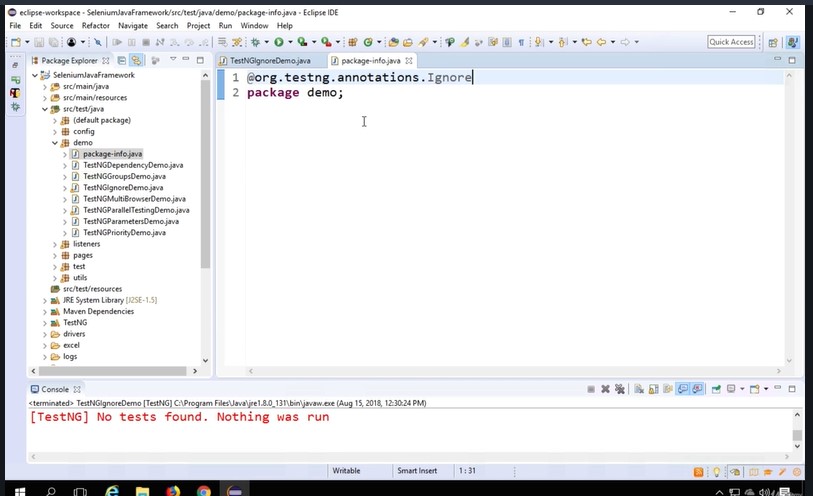 eclipse-workspace - SeleniumJavaFramework/src/test/java/demo/package-info.java - Eclipse IDE
File Edit Source Refactor Navigate Search Project Run Window Help
Quick Access
Package Explorer
SeleniumJavaFramework
src/main/java
src/main/resources
src/test/java
(default package)
config
demo
package-info.java
TestNGDependencyDemo.java
TestNGGroupsDemo.java
TestNGIgnoreDemo.java
TestNGMultiBrowserDemo.java
TestNGParallelTestingDemo.java
TestNGParametersDemo.java
TestNGPriorityDemo.java
listeners
pages
test
utils
src/test/resources
JRE System Library [J2SE-1.5]
Maven Dependencies
TestNG
drivers
excel
logs
TestNGIgnoreDemo.java package-info.java
1 @org.testng.annotations.Ignore
2 package demo;
Console
<terminated> TestNGIgnoreDemo [TestNG] C:\Program Files\Java\jre1.8.0_131\bin\javaw.exe (Aug 15, 2018, 12:30:24 PM)
[TestNG] No tests found. Nothing was run
Writable Smart Insert 1 : 31